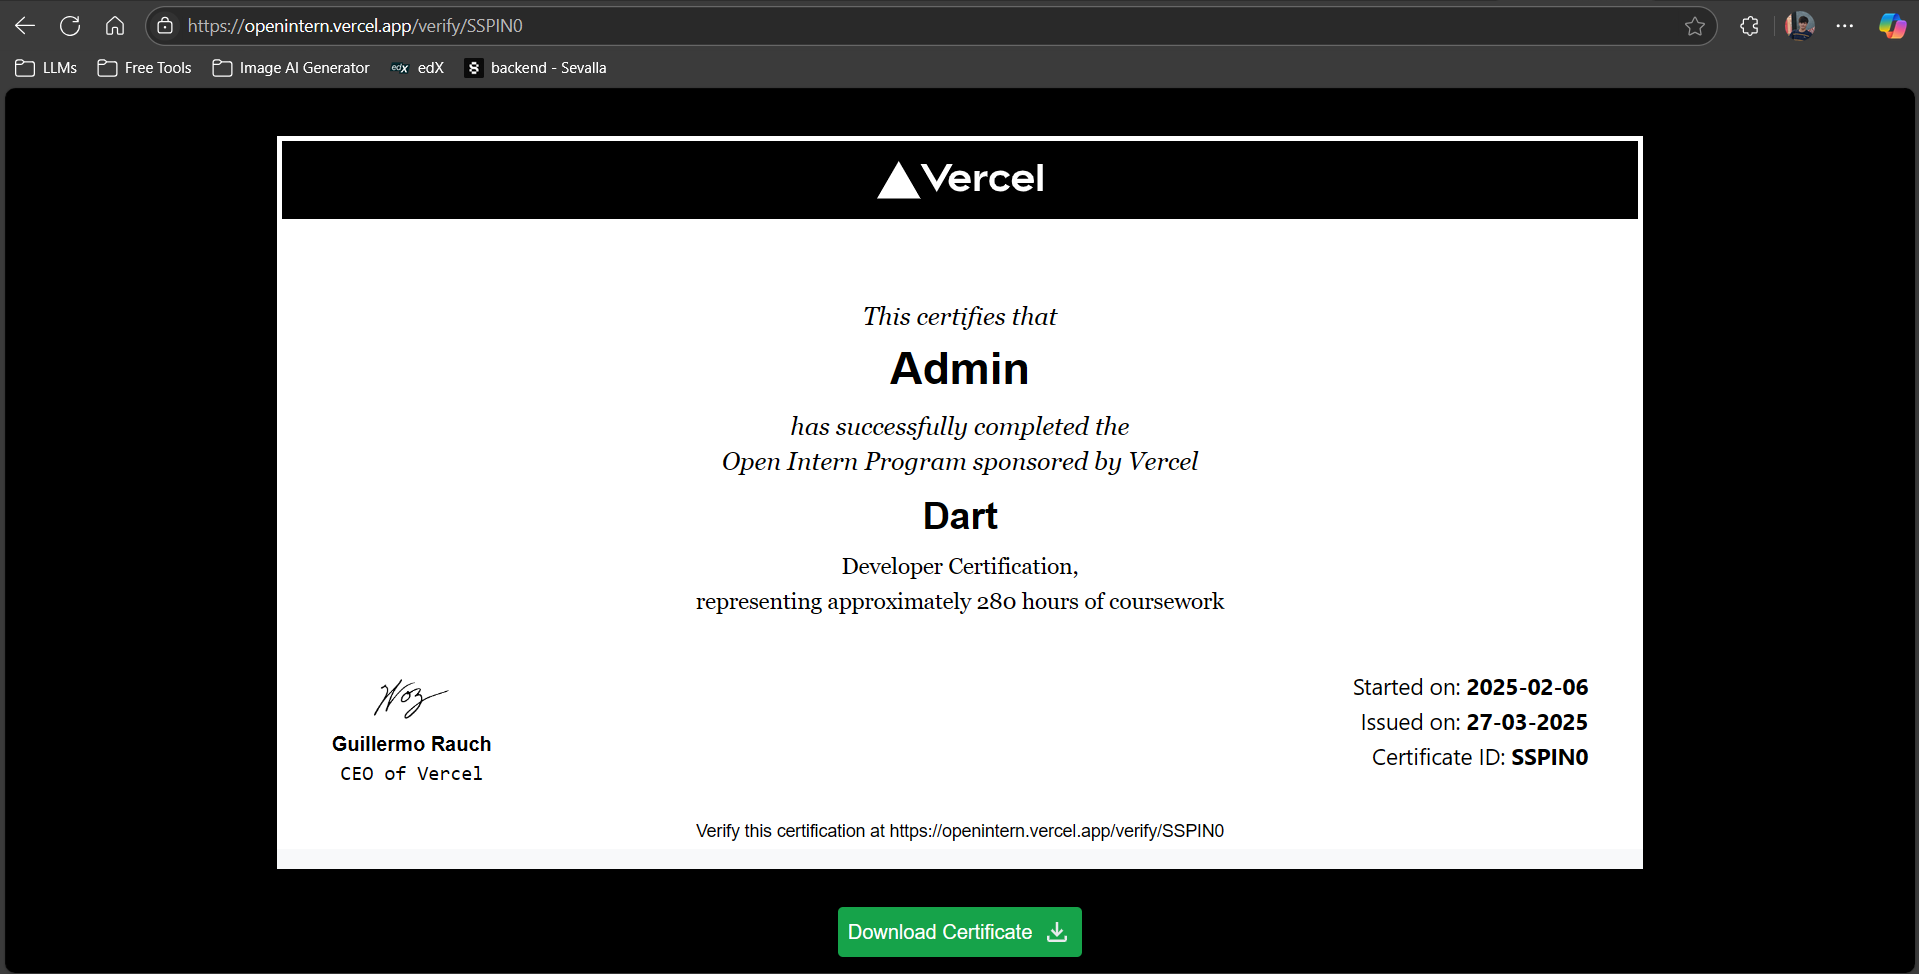 https://openintern.vercel.app/verify/SSPIN0
LLMs Free Tools Image AI Generator edX edX backend - Sevalla
Vercel
This certifies that
Admin
has successfully completed the
Open Intern Program sponsored by Vercel
Dart
Developer Certification,
representing approximately 280 hours of coursework
Woz
Guillermo Rauch
CEO of Vercel
Started on: 2025-02-06
Issued on: 27-03-2025
Certificate ID: SSPIN0
Verify this certification at https://openintern.vercel.app/verify/SSPIN0
Download Certificate